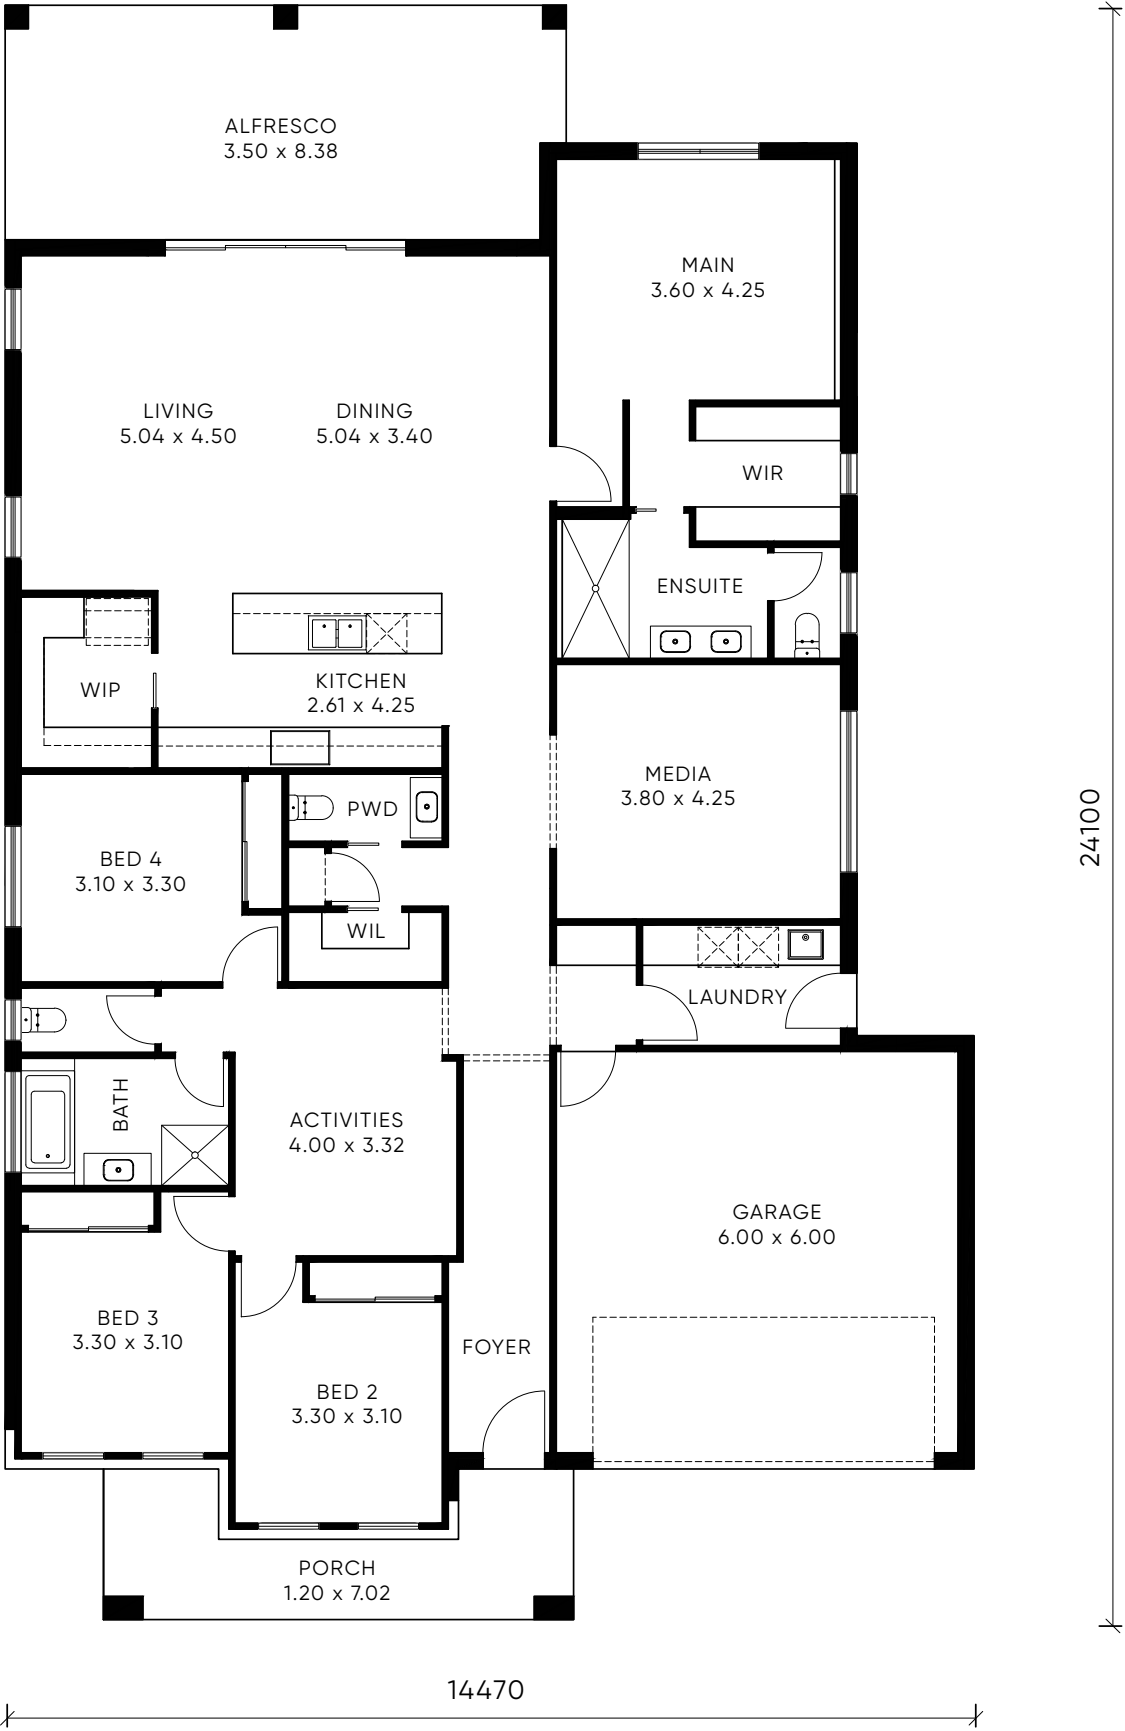 ALFRESCO
3.50 x 8.38
MAIN
3.60 x 4.25
LIVING
5.04 x 4.50
DINING
5.04 x 3.40
WIR
ENSUITE
WIP
KITCHEN
2.61 x 4.25
MEDIA
3.80 x 4.25
PWD
BED 4
3.10 x 3.30
WIL
LAUNDRY
BATH
ACTIVITIES
4.00 x 3.32
GARAGE
6.00 x 6.00
BED 3
3.30 x 3.10
FOYER
BED 2
3.30 x 3.10
PORCH
1.20 x 7.02
24100
14470